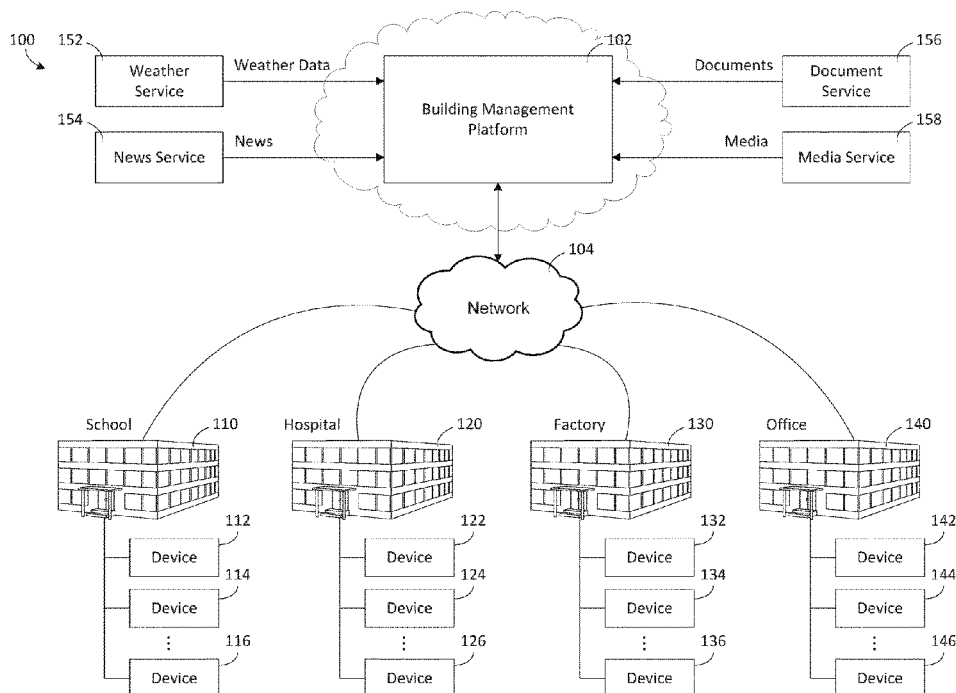 100
152
Weather Service
Weather Data
154
News Service
News
102
Building Management
Platform
Documents
156
Document
Service
Media
158
Media Service
104
Network
School
110
Hospital
120
Factory
130
Office
140
112
Device
114
Device
⋮
116
Device
122
Device
124
Device
⋮
126
Device
132
Device
134
Device
⋮
136
Device
142
Device
144
Device
⋮
146
Device